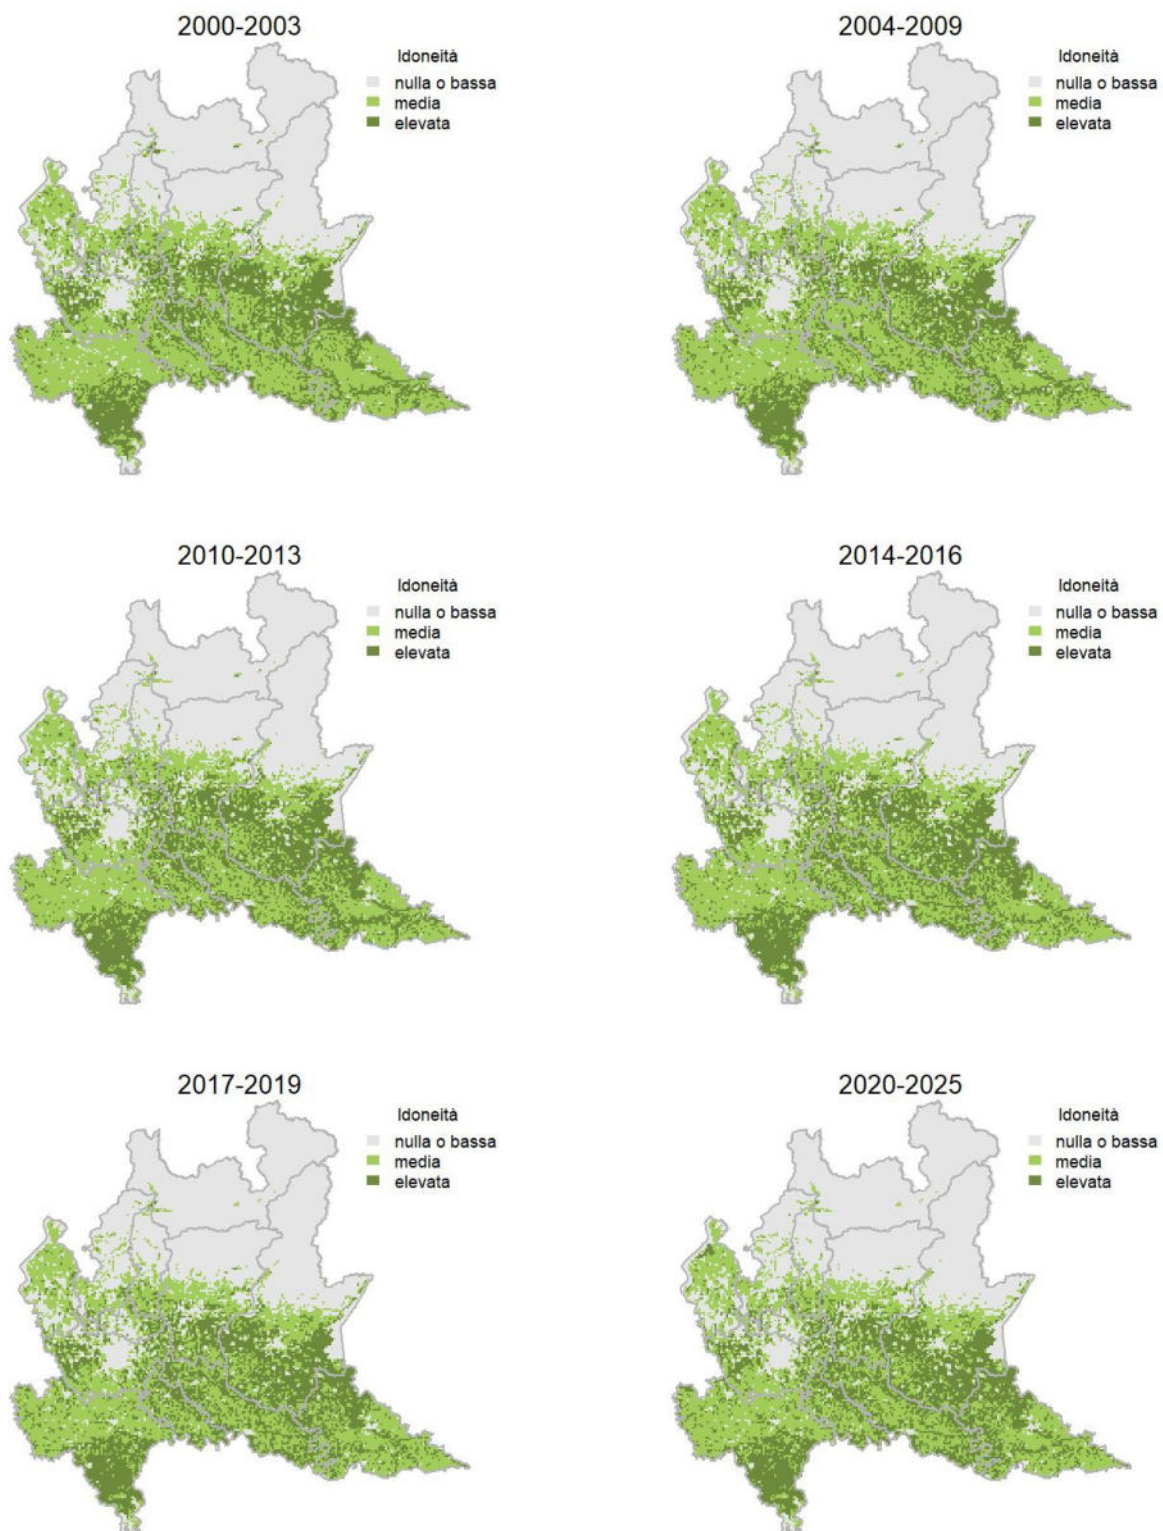 2000-2003
Idoneità
nulla o bassa
media
elevata
2004-2009
Idoneità
nulla o bassa
media
elevata
2010-2013
Idoneità
nulla o bassa
media
elevata
2014-2016
Idoneità
nulla o bassa
media
elevata
2017-2019
Idoneità
nulla o bassa
media
elevata
2020-2025
Idoneità
nulla o bassa
media
elevata